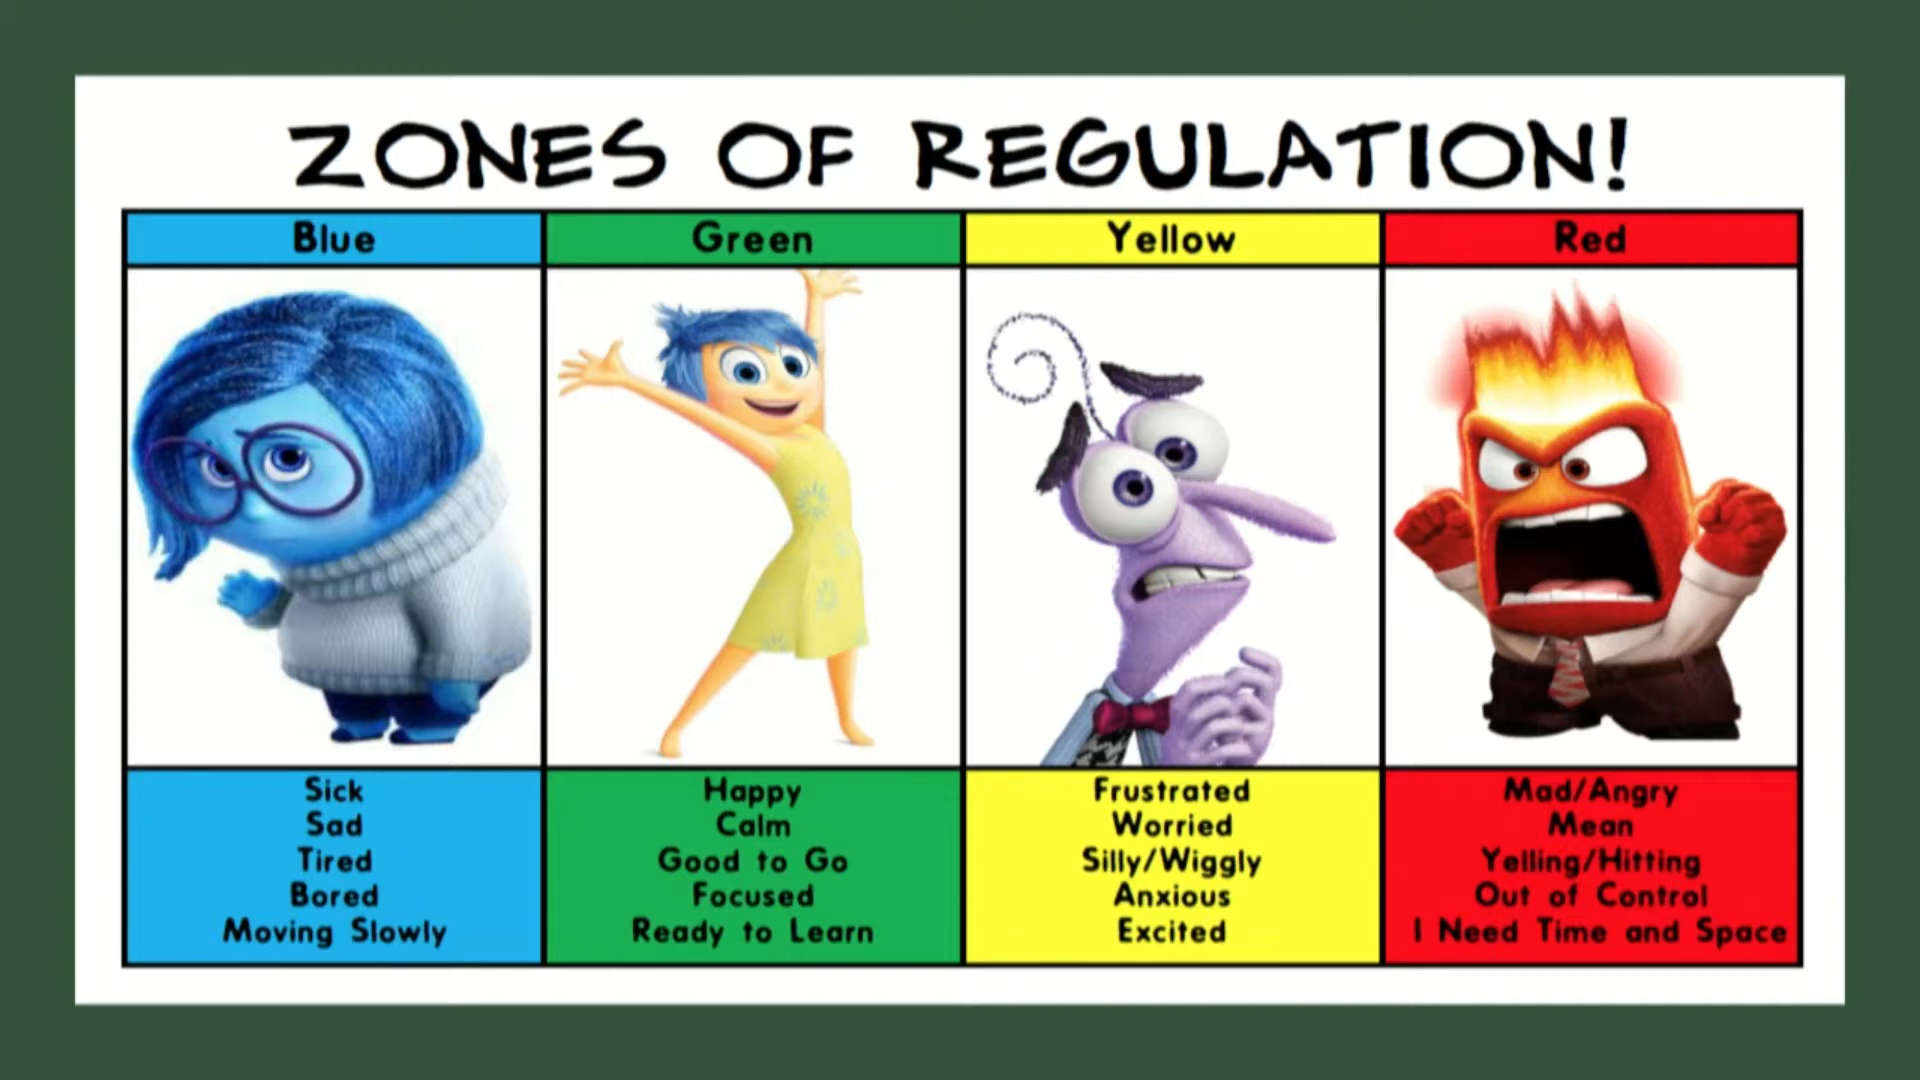 ZONES OF REGULATION!
Blue
Green
Yellow
Red
Sick
Sad
Tired
Bored
Moving Slowly
Happy
Calm
Good to Go
Focused
Ready to Learn
Frustrated
Worried
Silly/Wiggly
Anxious
Excited
Mad/Angry
Mean
Yelling/Hitting
Out of Control
I Need Time and Space